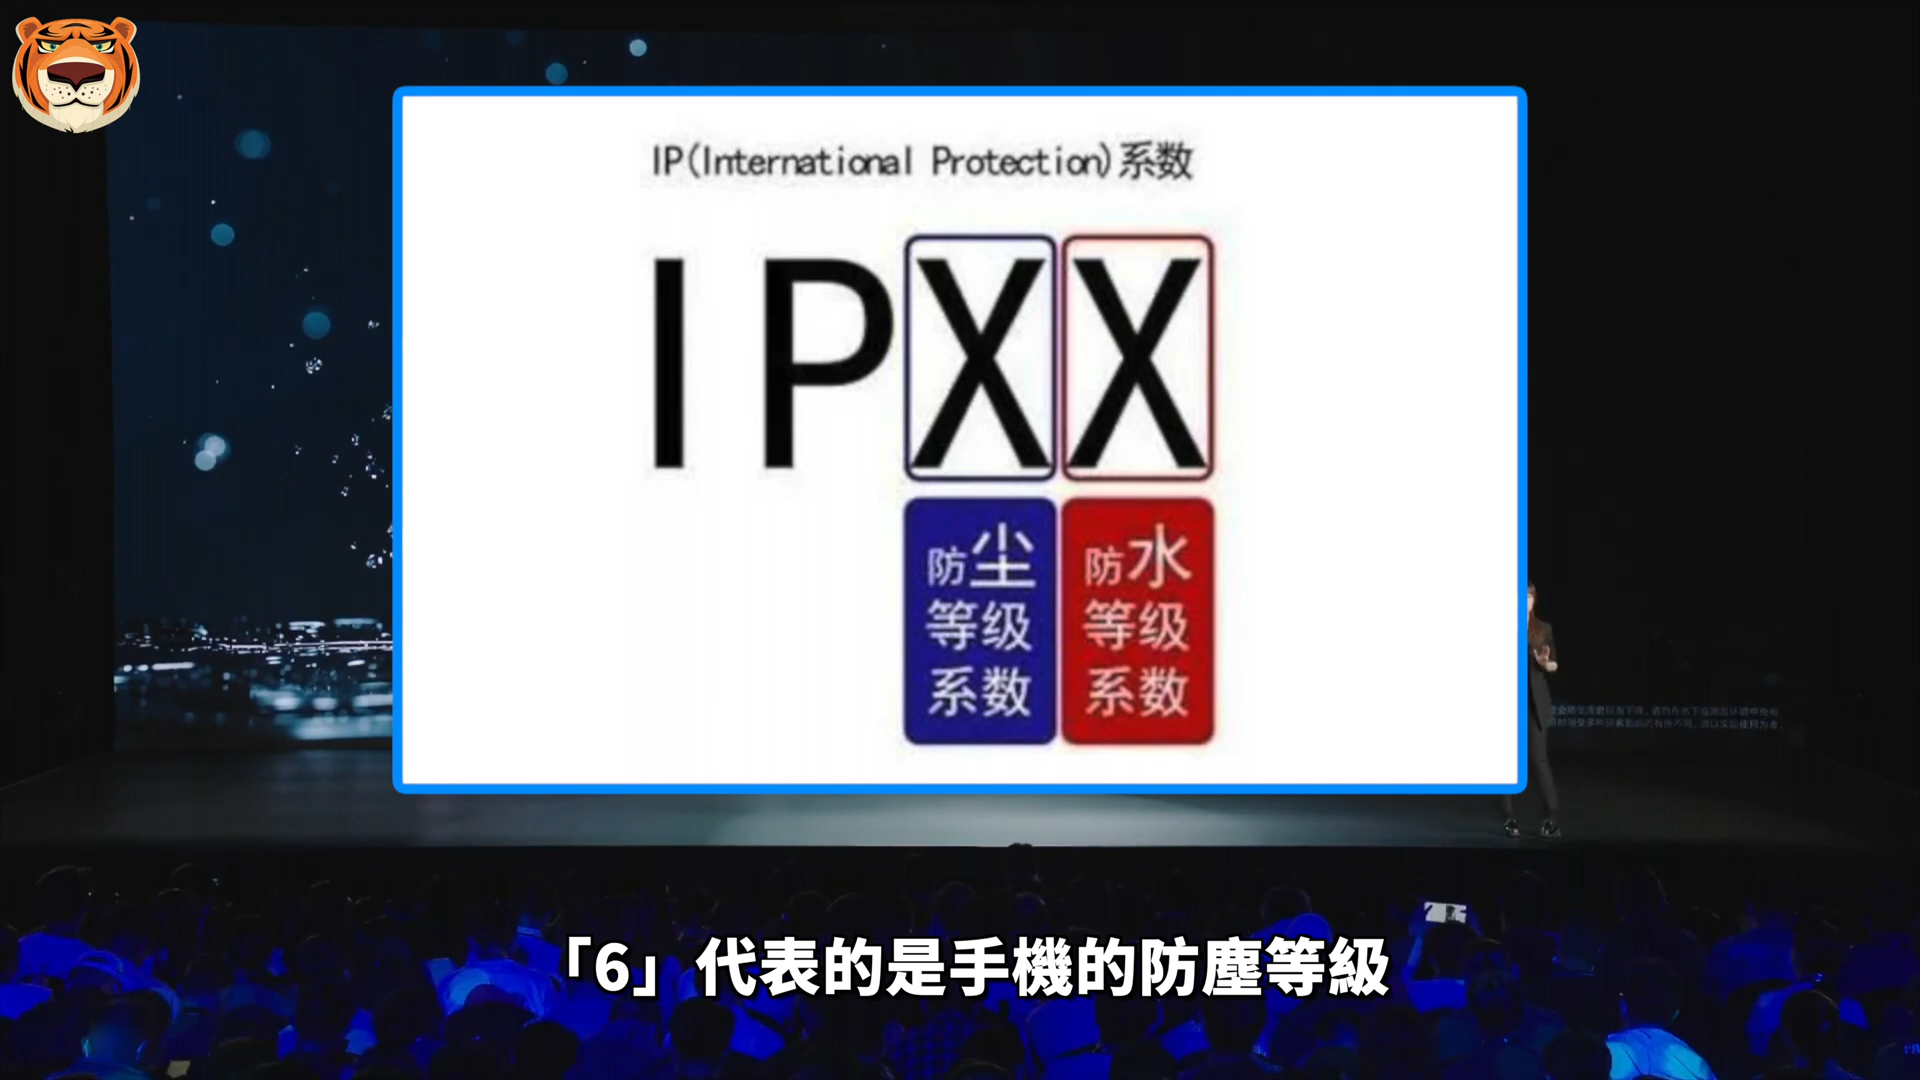 IP(International Protection)系数
IPXX
防尘 防水
等级 等级
系数 系数
「6」代表的是手機的防塵等級